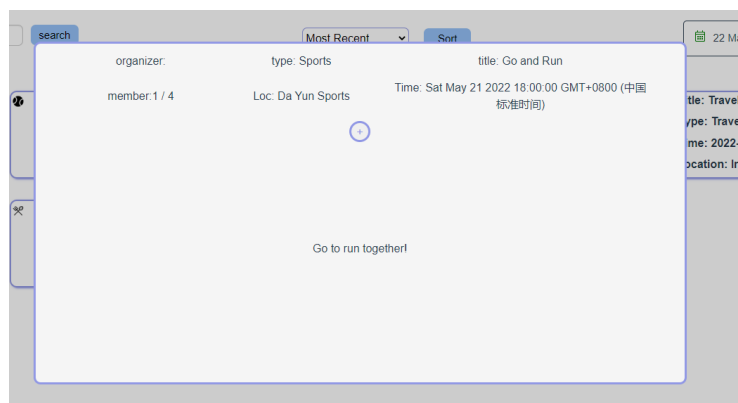 search
Most Recent
Sort
22 Ma
organizer:
type: Sports
title: Go and Run
member:1 / 4
Loc: Da Yun Sports
Time: Sat May 21 2022 18:00:00 GMT+0800 (中国
标准时间)
+
Go to run together!
tle: Trave
ype: Trave
me: 2022-
ocation: In